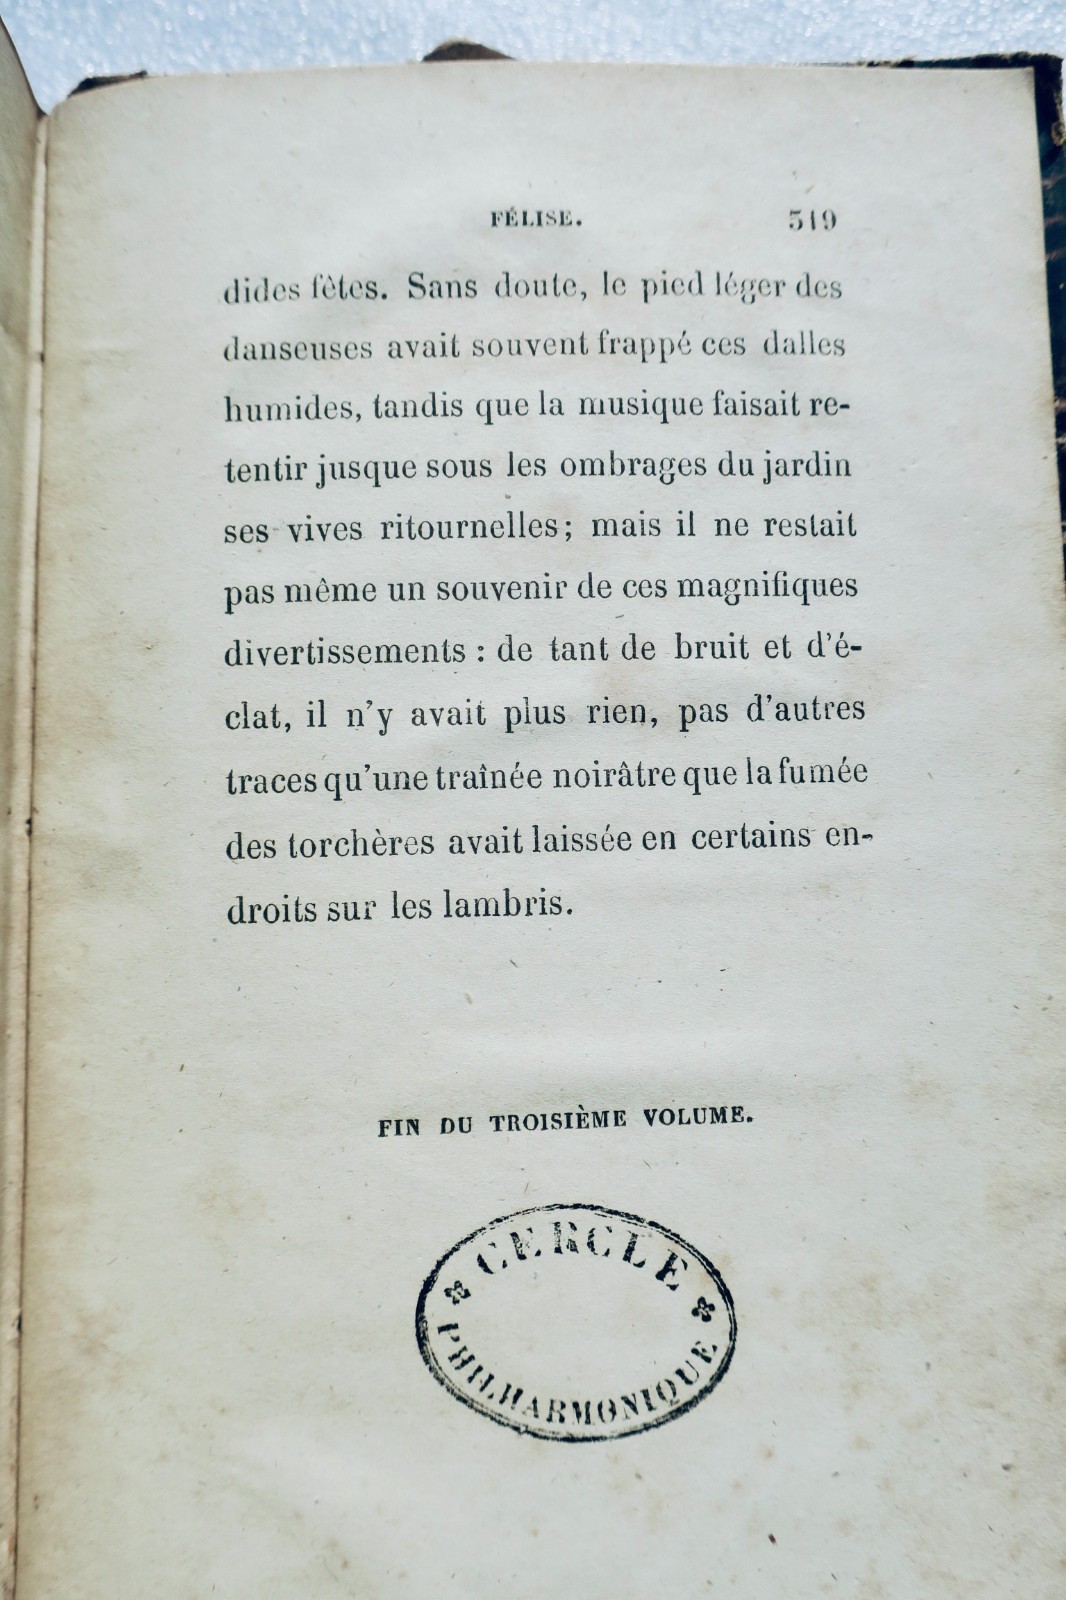 FÉLISE. 319
dides fêtes. Sans doute, le pied léger des
danseuses avait souvent frappé ces dalles
humides, tandis que la musique faisait re-
tentir jusque sous les ombrages du jardin
ses vives ritournelles; mais il ne restait
pas même un souvenir de ces magnifiques
divertissements : de tant de bruit et d'é-
clat, il n'y avait plus rien, pas d'autres
traces qu'une traînée noirâtre que la fumée
des torchères avait laissée en certains en-
droits sur les lambris.
FIN DU TROISIÈME VOLUME.
CERCLE
PHILHARMONIQUE